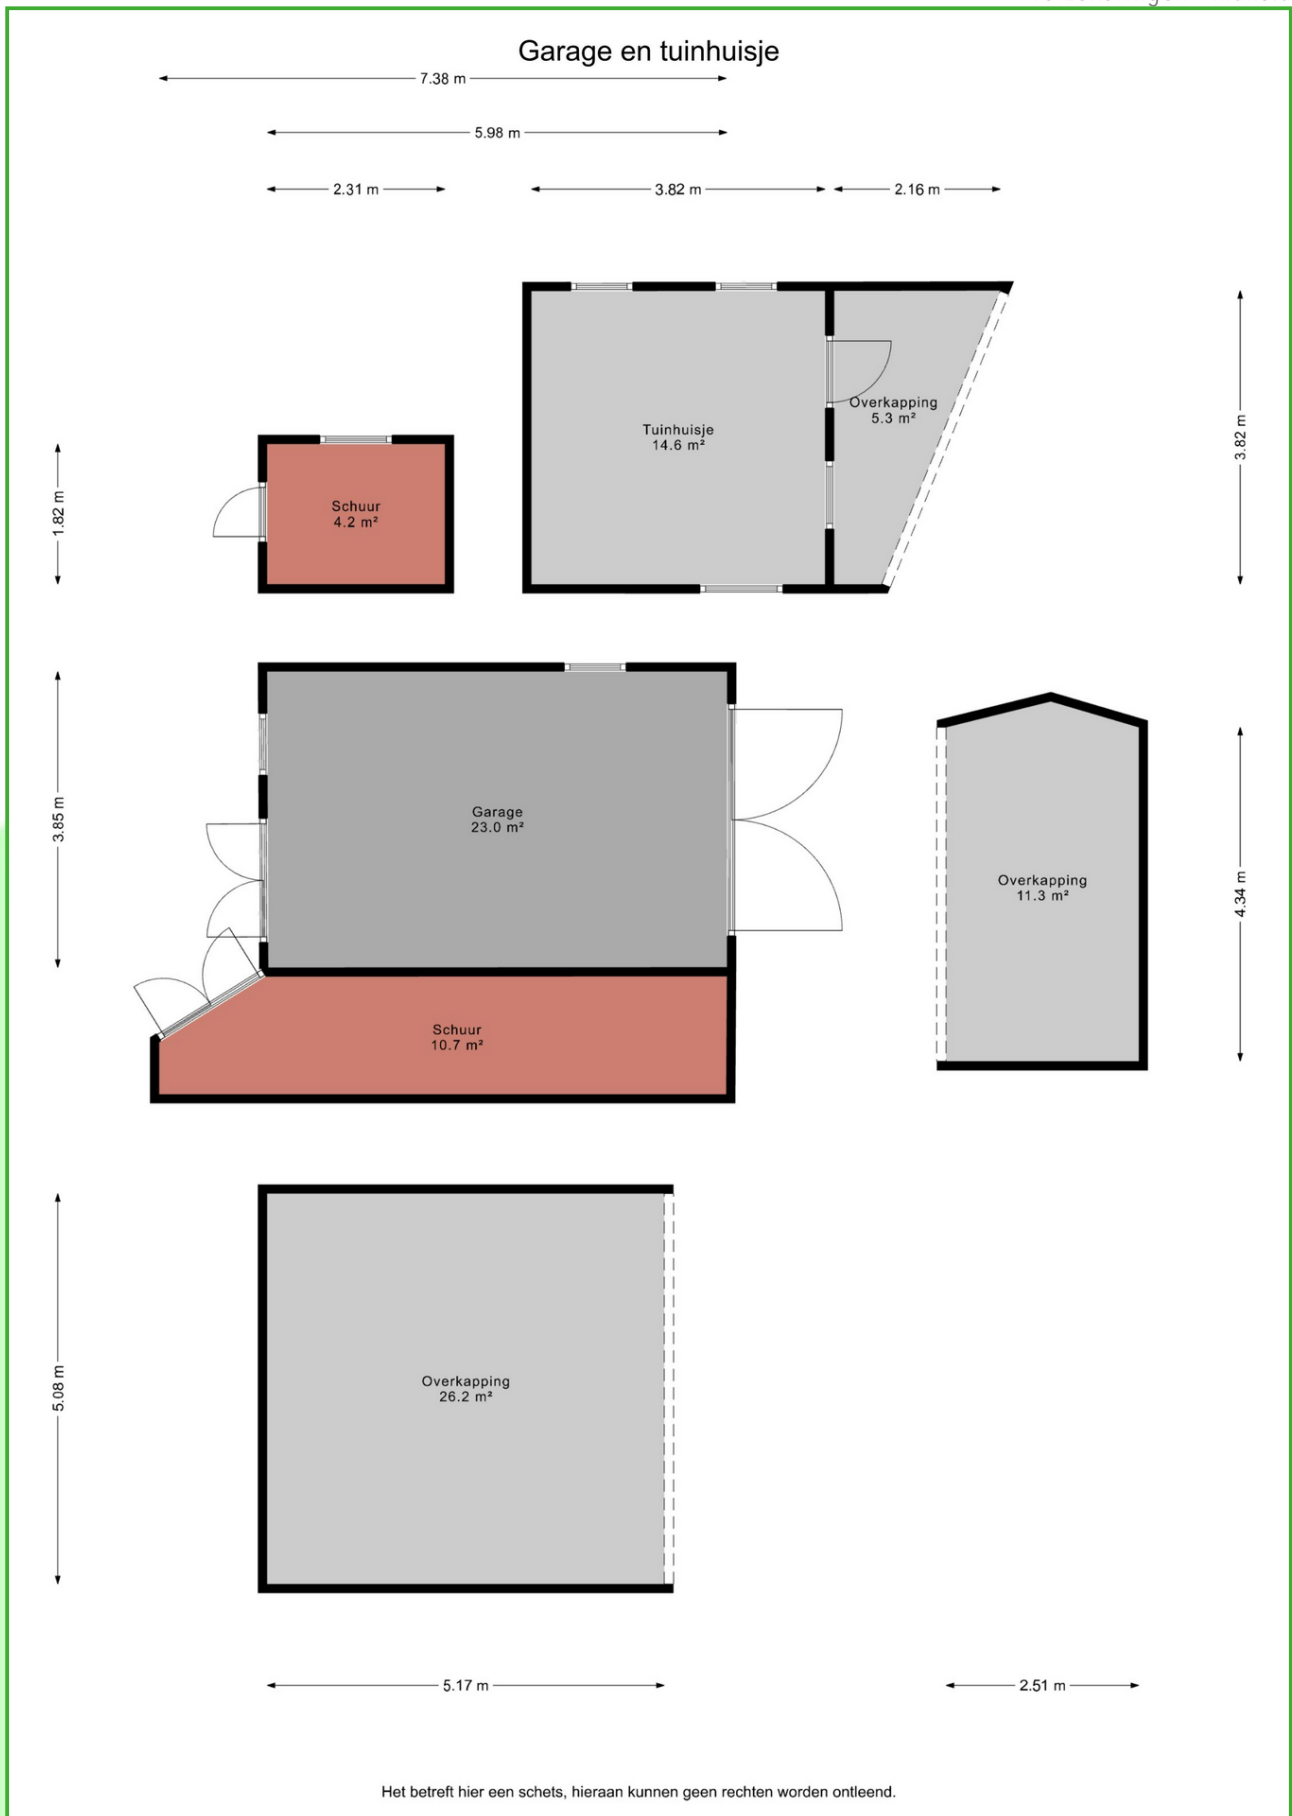 Garage en tuinhuisje
7.38 m
5.98 m
2.31 m
3.82 m
2.16 m
Overkapping
5.3 m²
Tuinhuisje
14.6 m²
3.82 m
Schuur
4.2 m²
1.82 m
Garage
23.0 m²
3.85 m
Overkapping
11.3 m²
4.34 m
Schuur
10.7 m²
Overkapping
26.2 m²
5.08 m
5.17 m
2.51 m
Het betreft hier een schets, hieraan kunnen geen rechten worden ontleend.